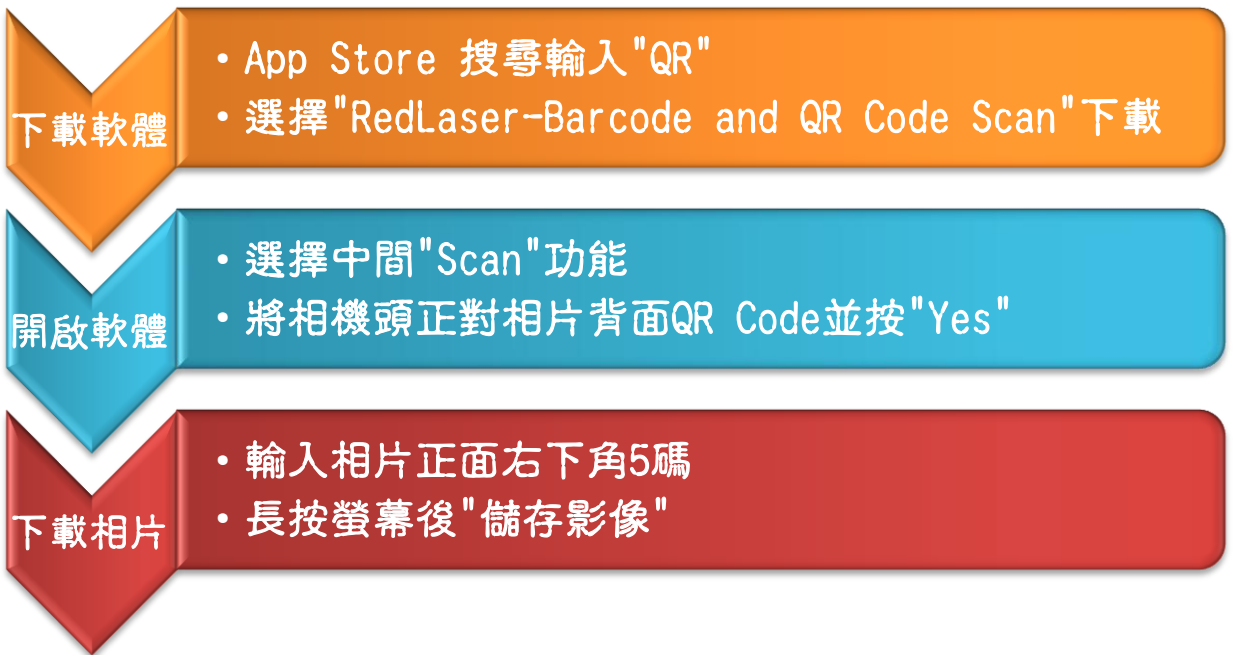 下載軟體
• App Store 搜尋輸入"QR"
• 選擇"RedLaser-Barcode and QR Code Scan"下載
開啟軟體
• 選擇中間"Scan"功能
• 將相機頭正對相片背面QR Code並按"Yes"
下載相片
• 輸入相片正面右下角5碼
• 長按螢幕後"儲存影像"